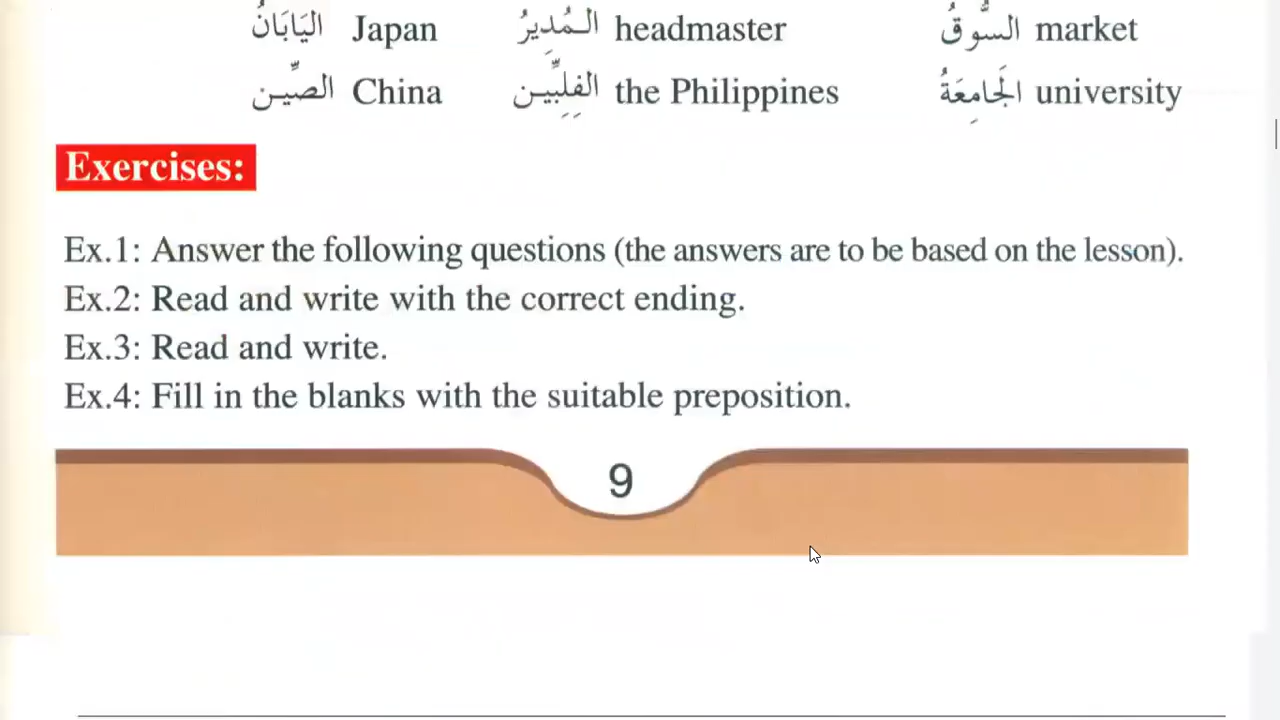 اليَابَانُ Japan المُدِيرُ headmaster السُّوقُ market
الصِّين China الفِلِبِّين the Philippines الجَامِعَةُ university
Exercises:
Ex.1: Answer the following questions (the answers are to be based on the lesson).
Ex.2: Read and write with the correct ending.
Ex.3: Read and write.
Ex.4: Fill in the blanks with the suitable preposition.
9